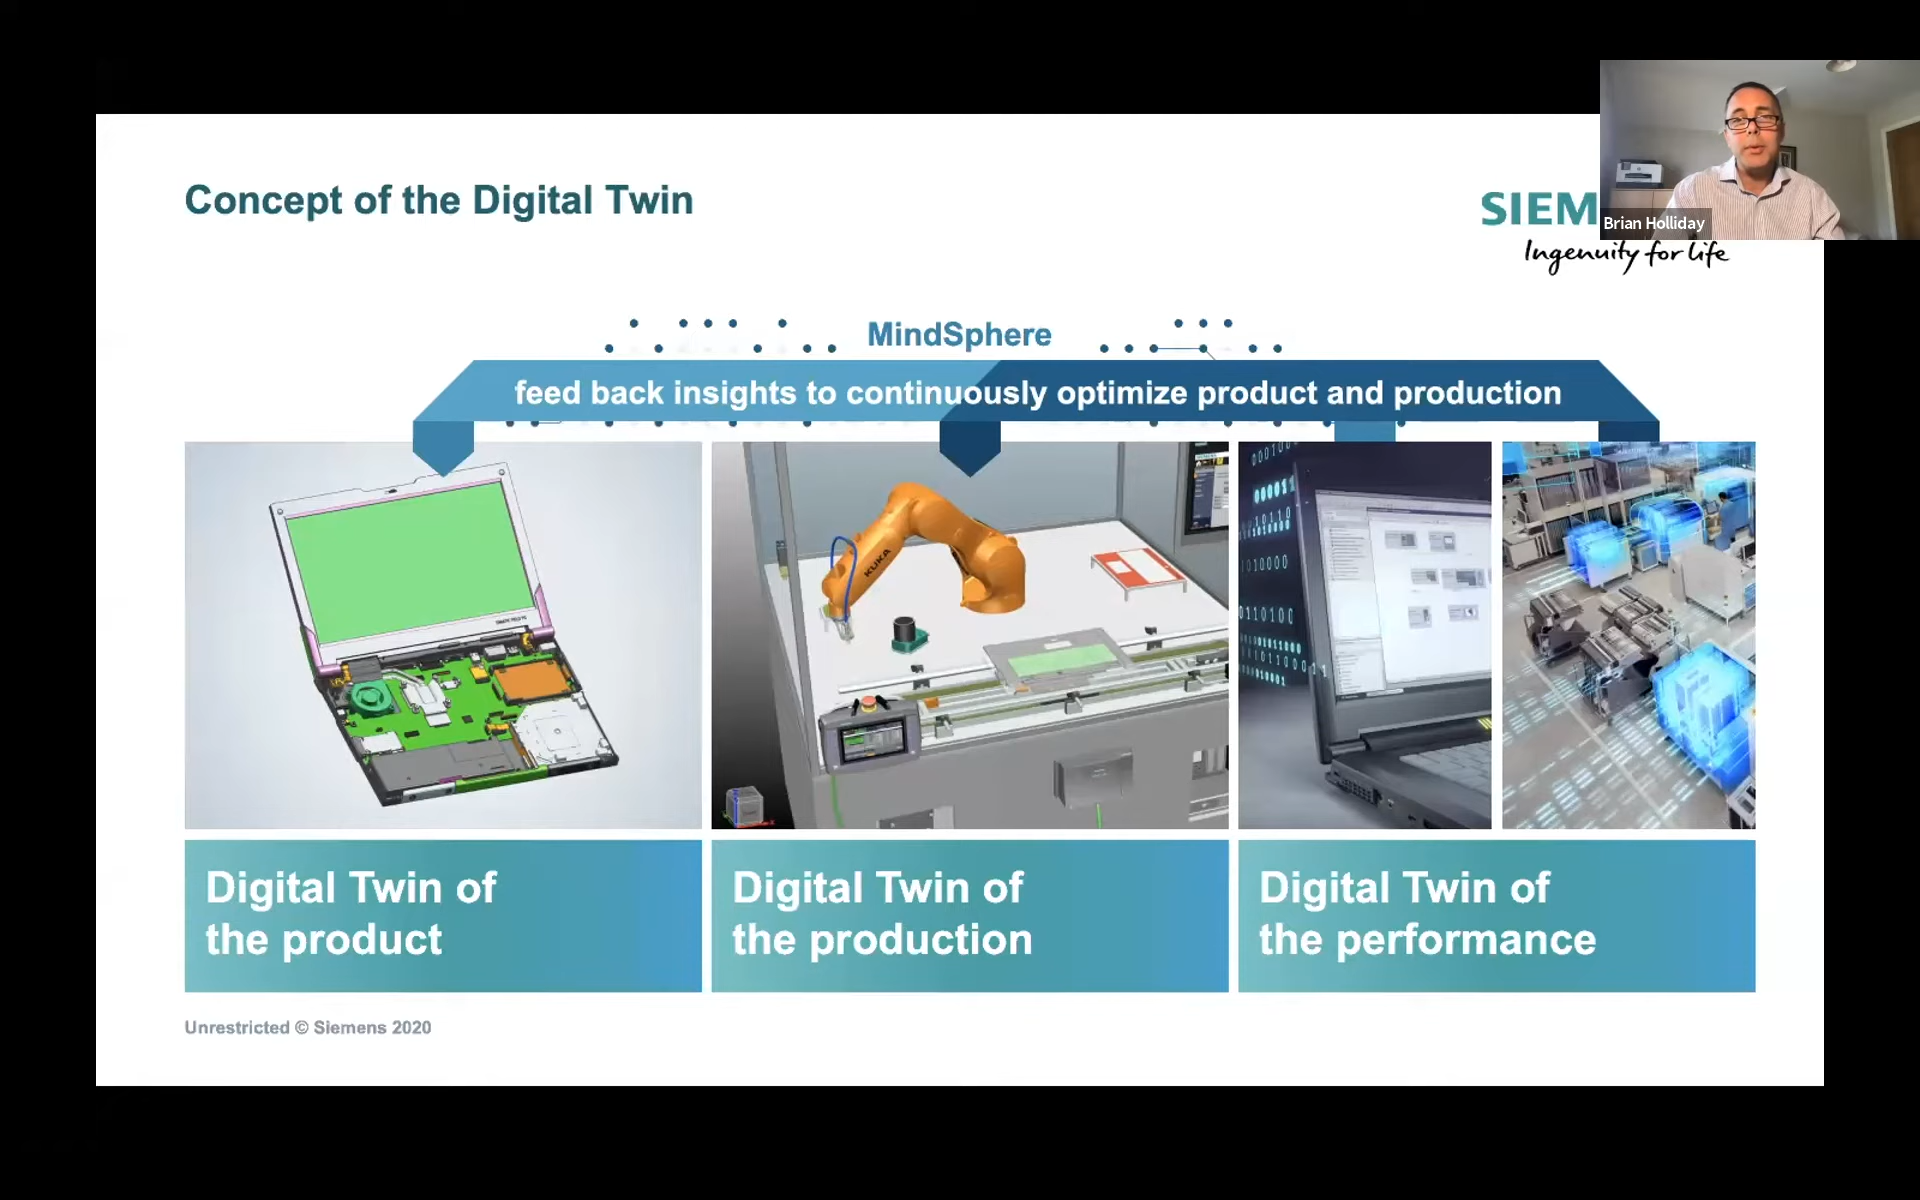 Concept of the Digital Twin
SIEM
Ingenuity for life
Brian Holliday
MindSphere
feed back insights to continuously optimize product and production
KUKA
Digital Twin of
the product
Digital Twin of
the production
Digital Twin of
the performance
Unrestricted © Siemens 2020